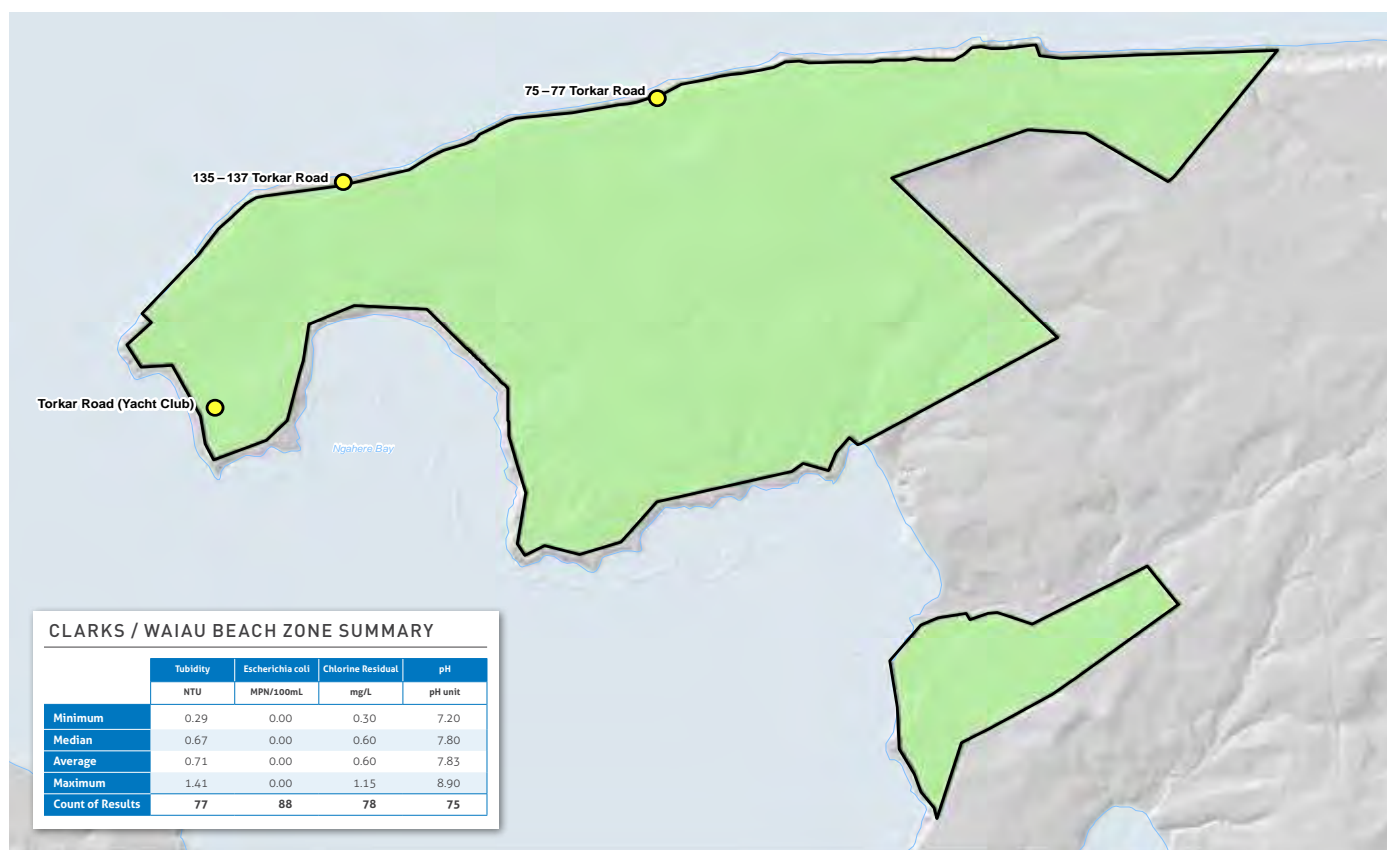 75–77 Torkar Road
135–137 Torkar Road
Torkar Road (Yacht Club)
Ngahere Bay
CLARKS / WAIAU BEACH ZONE SUMMARY
Tubidity Escherichia coli Chlorine Residual pH
NTU MPN/100mL mg/L pH unit
Minimum 0.29 0.00 0.30 7.20
Median 0.67 0.00 0.60 7.80
Average 0.71 0.00 0.60 7.83
Maximum 1.41 0.00 1.15 8.90
Count of Results 77 88 78 75